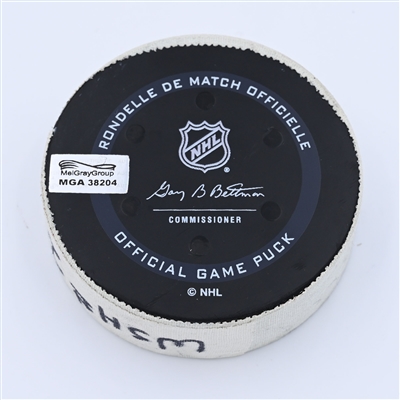 RONDELLE DE MATCH OFFICIELLE
NHL
®
MeiGrayGroup
MGA 38204
Gary B Bettman
COMMISSIONER
OFFICIAL GAME PUCK
© NHL